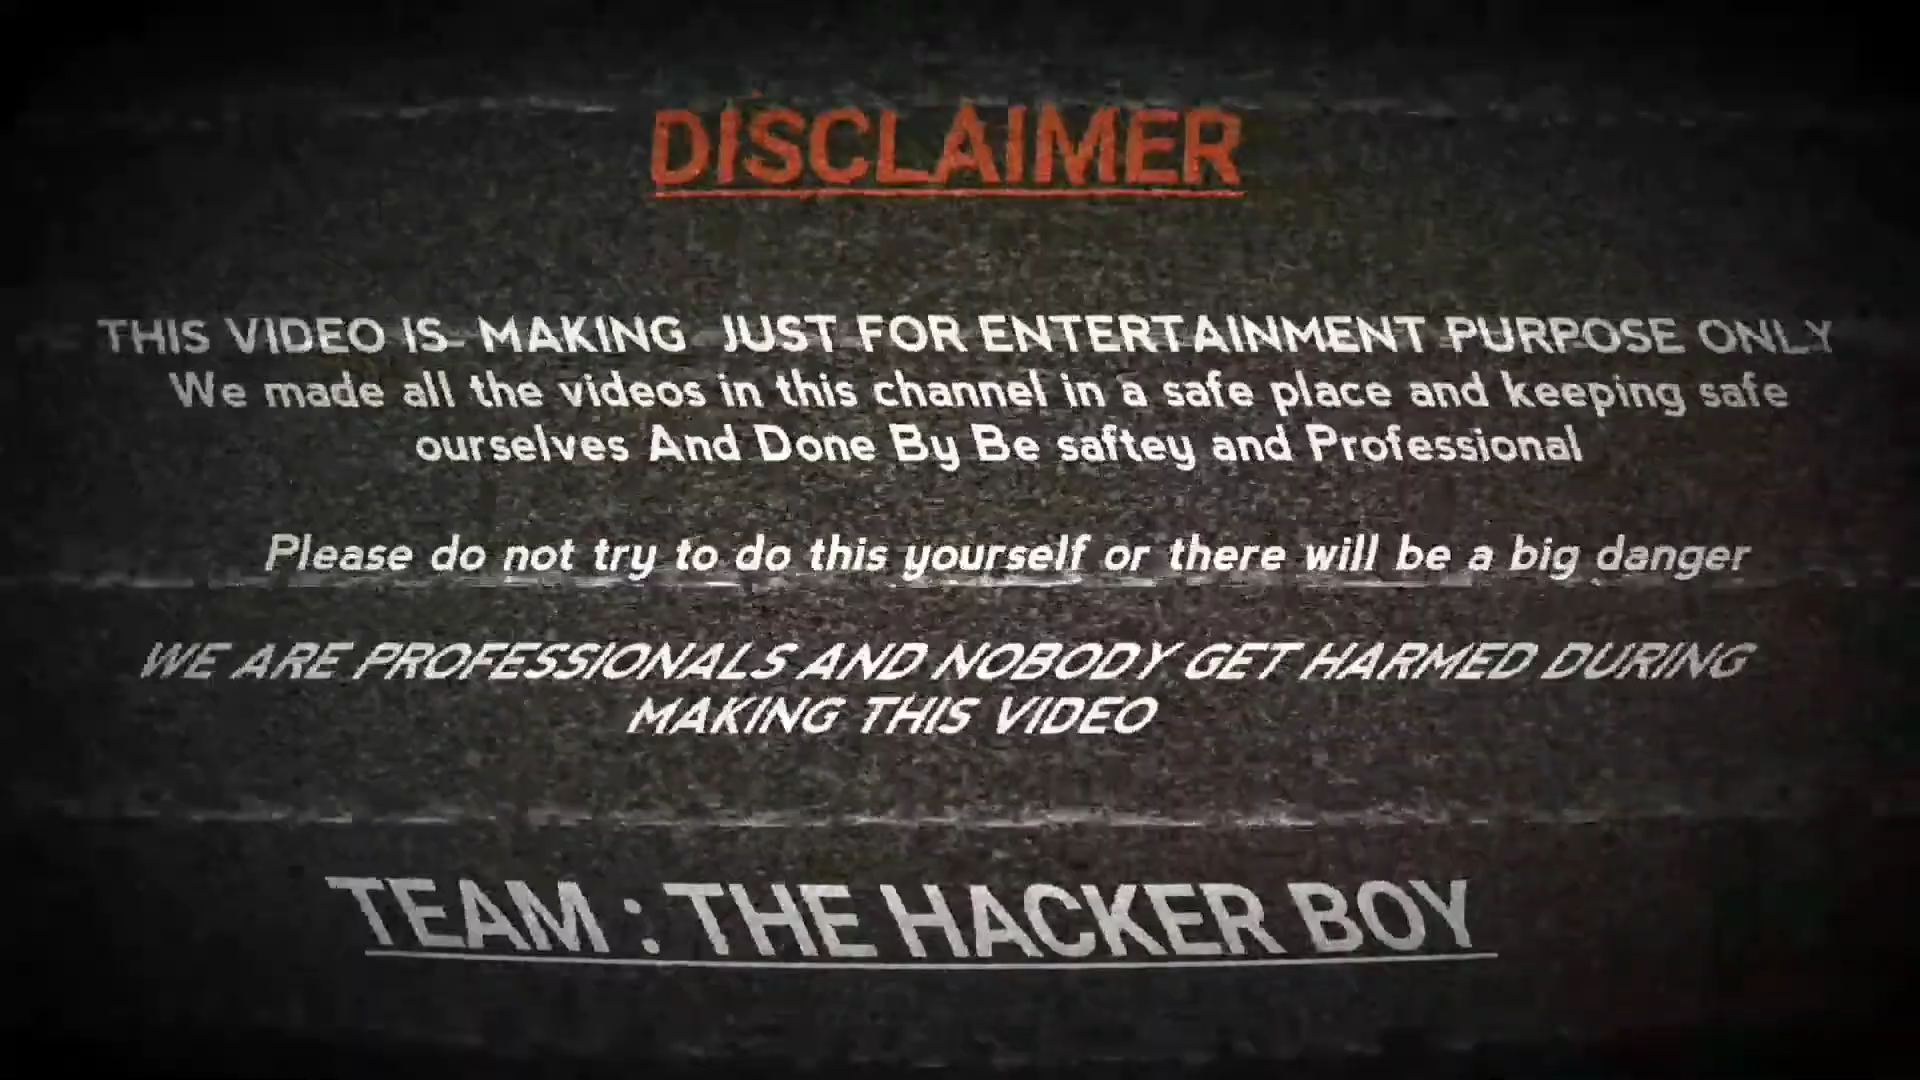 DISCLAIMER
THIS VIDEO IS MAKING JUST FOR ENTERTAINMENT PURPOSE ONLY
We made all the videos in this channel in a safe place and keeping safe
ourselves And Done By Be saftey and Professional
Please do not try to do this yourself or there will be a big danger
WE ARE PROFESSIONALS AND NOBODY GET HARMED DURING
MAKING THIS VIDEO
TEAM : THE HACKER BOY